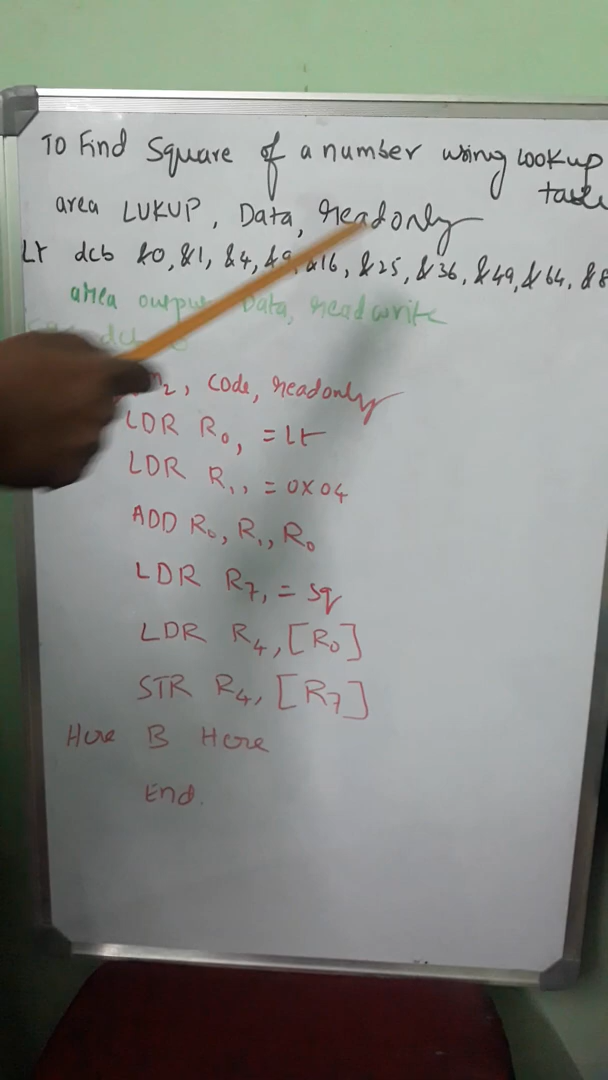 To Find Square of a number using Lookup
table
area LUKUP, Data, readonly
Lt dcb &0, &1, &4, &9, &16, &25, &36, &49, &64, &8
area output Data, readwrite
dcb
, code, readonly
LDR R0, =Lt
LDR R1, =0x04
ADD R0, R1, R0
LDR R7, = sq
LDR R4, [R0]
STR R4, [R7]
Here B Here
End.